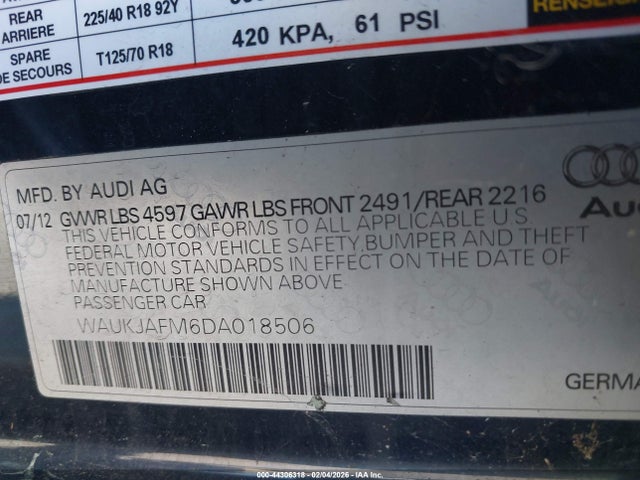 REAR
ARRIERE
225/40 R18 92Y
SPARE
DE SECOURS
T125/70 R18
420 KPA, 61 PSI
RENSEIG
MFD. BY AUDI AG
07/12 GVWR LBS 4597 GAWR LBS FRONT 2491/REAR 2216
THIS VEHICLE CONFORMS TO ALL APPLICABLE U.S.
FEDERAL MOTOR VEHICLE SAFETY,BUMPER AND THEFT
PREVENTION STANDARDS IN EFFECT ON THE DATE OF
MANUFACTURE SHOWN ABOVE
PASSENGER CAR
WAUKJAFM6DA018506
Au
GERMA
000-44306318 - 02/04/2026 - IAA Inc.